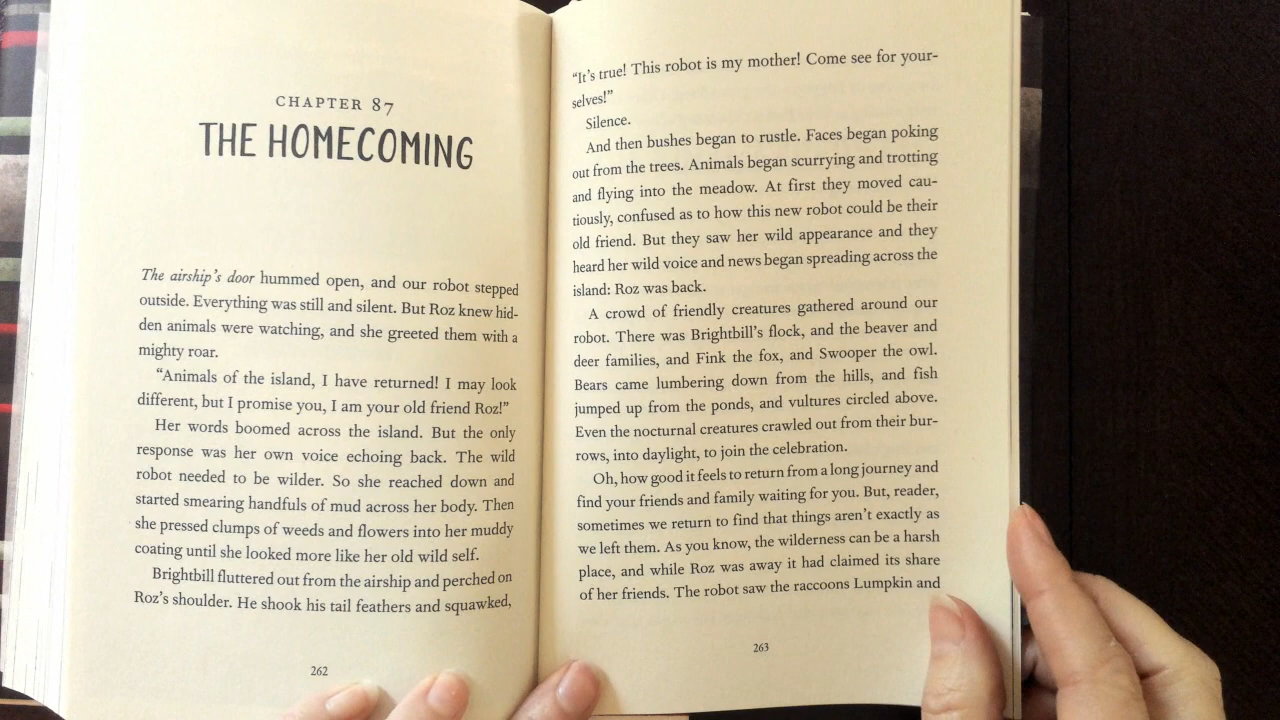 CHAPTER 87
THE HOMECOMING
The airship's door hummed open, and our robot stepped
outside. Everything was still and silent. But Roz knew hid-
den animals were watching, and she greeted them with a
mighty roar.
"Animals of the island, I have returned! I may look
different, but I promise you, I am your old friend Roz!"
Her words boomed across the island. But the only
response was her own voice echoing back. The wild
robot needed to be wilder. So she reached down and
started smearing handfuls of mud across her body. Then
she pressed clumps of weeds and flowers into her muddy
coating until she looked more like her old wild self.
Brightbill fluttered out from the airship and perched on
Roz's shoulder. He shook his tail feathers and squawked,
262
"It's true! This robot is my mother! Come see for your-
selves!"
Silence.
And then bushes began to rustle. Faces began poking
out from the trees. Animals began scurrying and trotting
and flying into the meadow. At first they moved cau-
tiously, confused as to how this new robot could be their
old friend. But they saw her wild appearance and they
heard her wild voice and news began spreading across the
island: Roz was back.
A crowd of friendly creatures gathered around our
robot. There was Brightbill's flock, and the beaver and
deer families, and Fink the fox, and Swooper the owl.
Bears came lumbering down from the hills, and fish
jumped up from the ponds, and vultures circled above.
Even the nocturnal creatures crawled out from their bur-
rows, into daylight, to join the celebration.
Oh, how good it feels to return from a long journey and
find your friends and family waiting for you. But, reader,
sometimes we return to find that things aren't exactly as
we left them. As you know, the wilderness can be a harsh
place, and while Roz was away it had claimed its share
of her friends. The robot saw the raccoons Lumpkin and
263